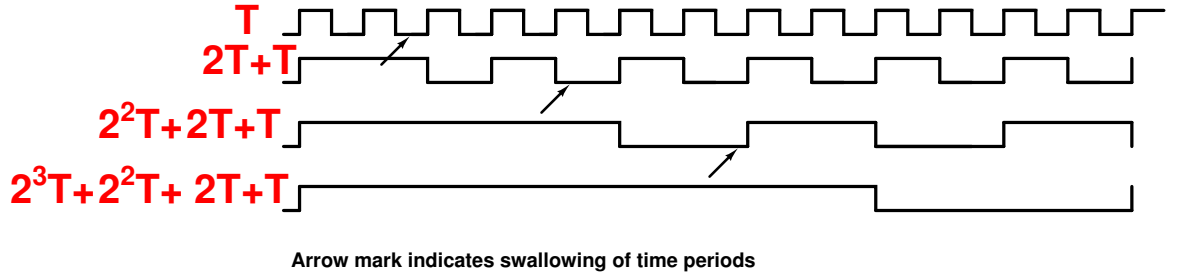 T
2T+T
2²T+2T+T
2³T+2²T+ 2T+T
Arrow mark indicates swallowing of time periods